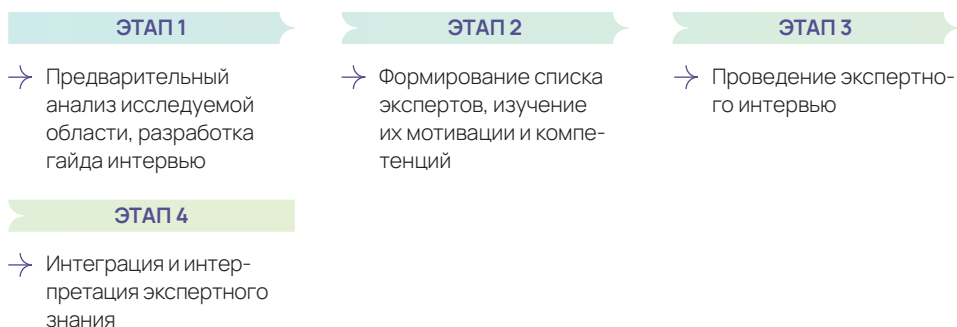 ЭТАП 1
Предварительный
анализ исследуемой
области, разработка
гайда интервью
ЭТАП 2
Формирование списка
экспертов, изучение
их мотивации и компе-
тенций
ЭТАП 3
Проведение экспертно-
го интервью
ЭТАП 4
Интеграция и интер-
претация экспертного
знания